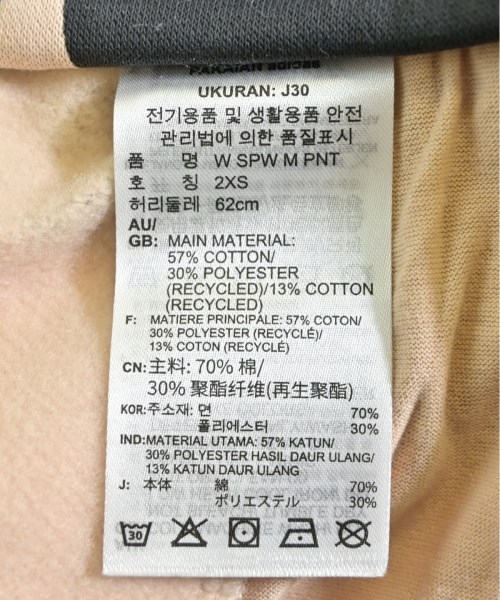 PAKAIAN adidas
UKURAN: J30
전기용품 및 생활용품 안전
관리법에 의한 품질표시
품 명 W SPW M PNT
호 칭 2XS
허리둘레 62cm
AU/
GB: MAIN MATERIAL:
57% COTTON/
30% POLYESTER
(RECYCLED)/13% COTTON
(RECYCLED)
F: MATIERE PRINCIPALE: 57% COTON/
30% POLYESTER (RECYCLÉ)/
13% COTON (RECYCLÉ)
CN:主料: 70% 棉/
30% 聚酯纤维(再生聚酯)
KOR:주소재: 면 70%
폴리에스터 30%
IND:MATERIAL UTAMA: 57% KATUN/
30% POLYESTER HASIL DAUR ULANG/
13% KATUN DAUR ULANG
J: 本体 綿 70%
ポリエステル 30%
30